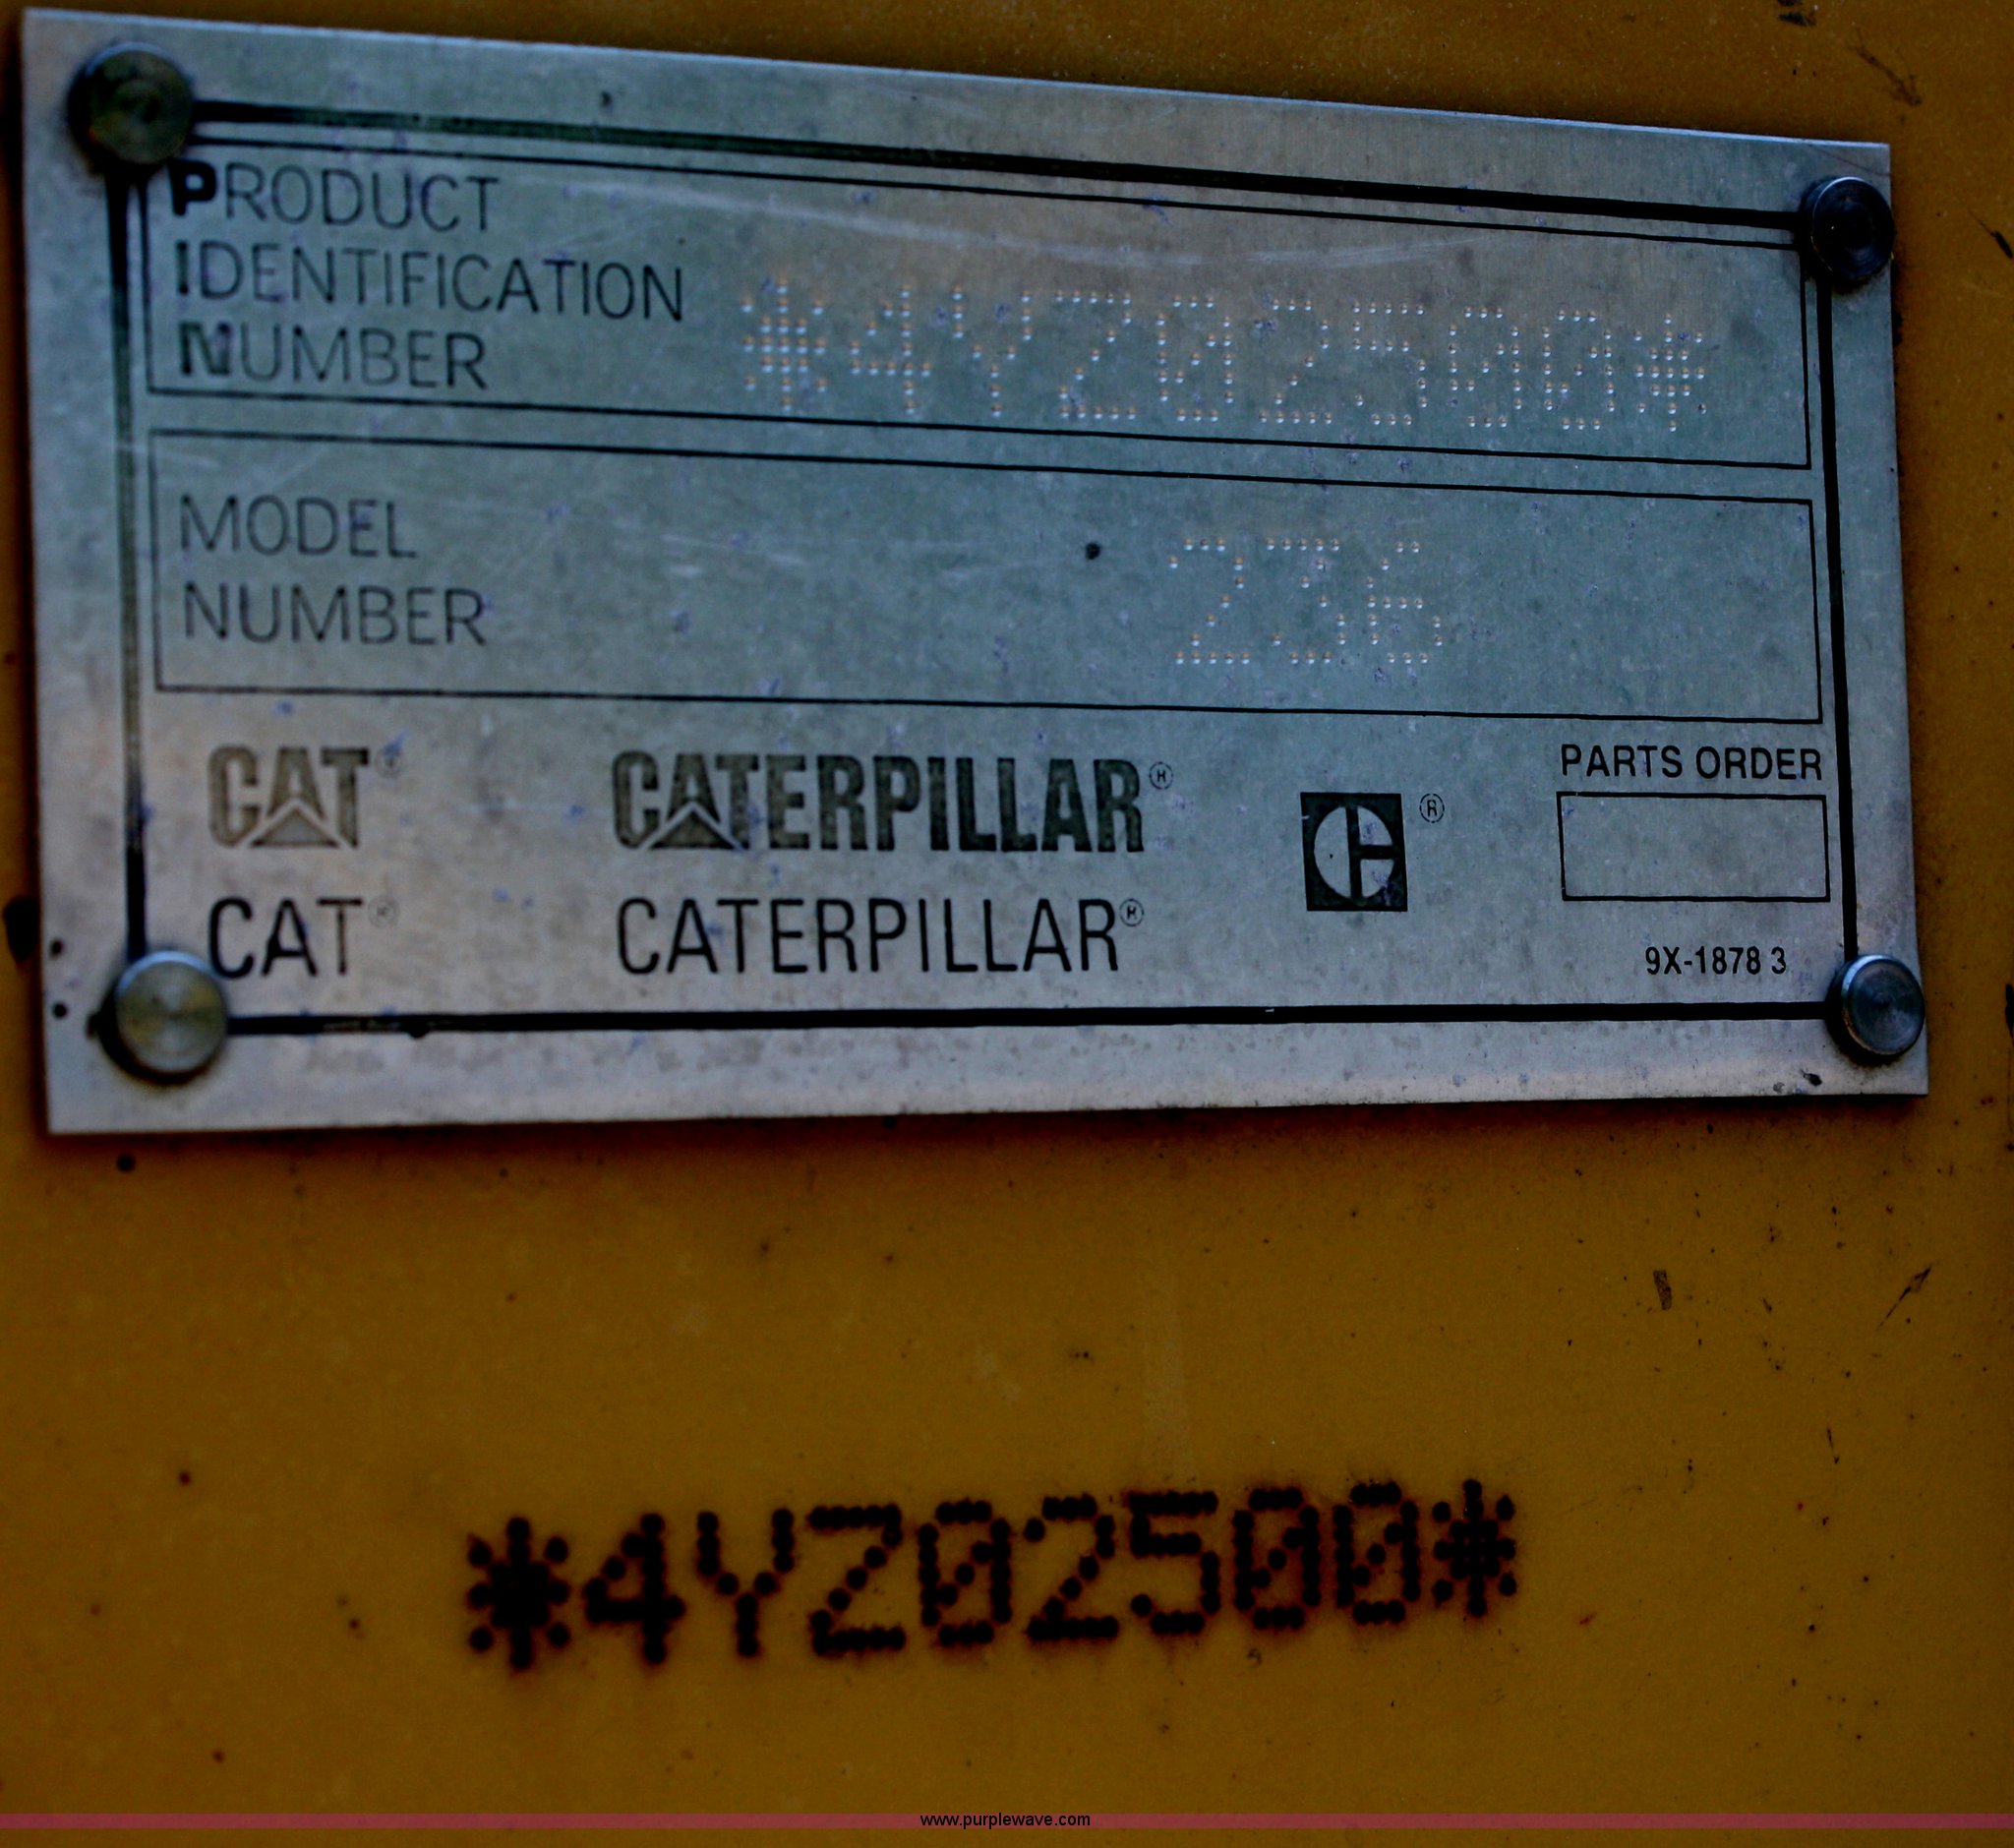 PRODUCT
IDENTIFICATION
NUMBER
*4YZ02500*
MODEL
NUMBER
236
CAT® CATERPILLAR® ®
CAT® CATERPILLAR®
PARTS ORDER
9X-1878 3
*4YZ02500*
www.purplewave.com